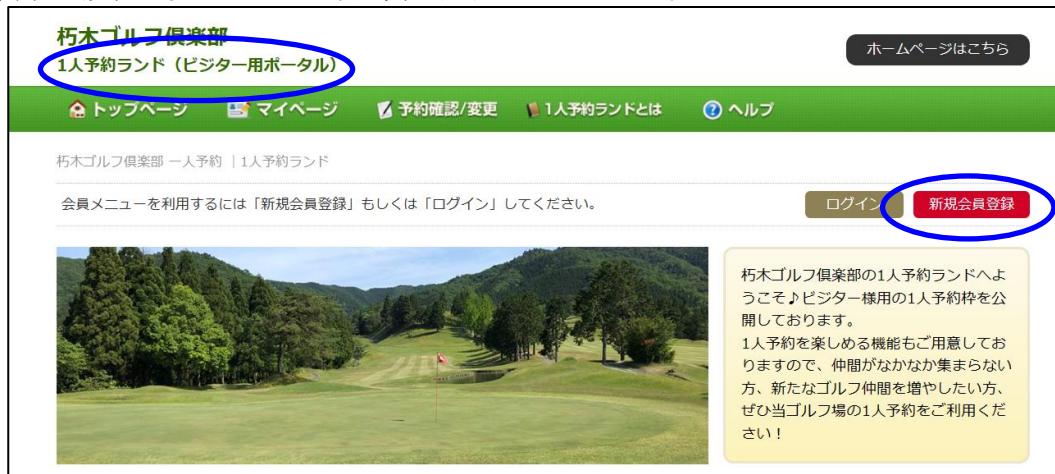 朽木ゴルフ倶楽部
1人予約ランド（ビジター用ポータル）
ホームページはこちら
トップページ
マイページ
予約確認/変更
1人予約ランドとは
ヘルプ
朽木ゴルフ倶楽部 一人予約 ｜1人予約ランド
会員メニューを利用するには「新規会員登録」もしくは「ログイン」してください。
ログイン
新規会員登録
朽木ゴルフ倶楽部の1人予約ランドへよ
うこそ♪ビジター様用の1人予約枠を公
開しております。
1人予約を楽しめる機能もご用意してお
りますので、仲間がなかなか集まらない
方、新たなゴルフ仲間を増やしたい方、
ぜひ当ゴルフ場の1人予約をご利用くだ
さい！